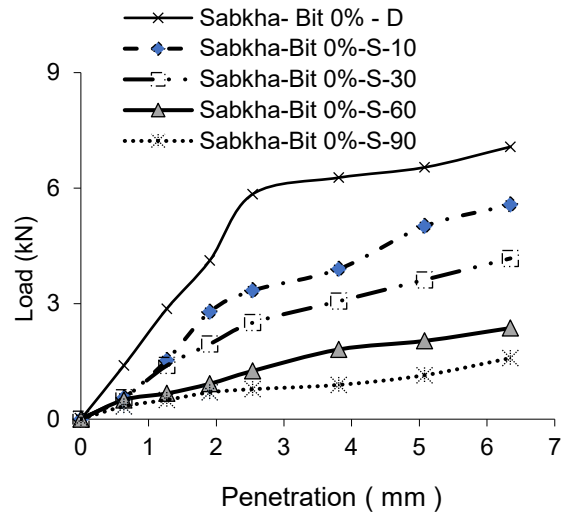 Sabkha- Bit 0% - D
Sabkha-Bit 0%-S-10
Sabkha-Bit 0%-S-30
Sabkha-Bit 0%-S-60
Sabkha-Bit 0%-S-90
9
6
3
0
Load (kN)
0 1 2 3 4 5 6 7
Penetration ( mm )